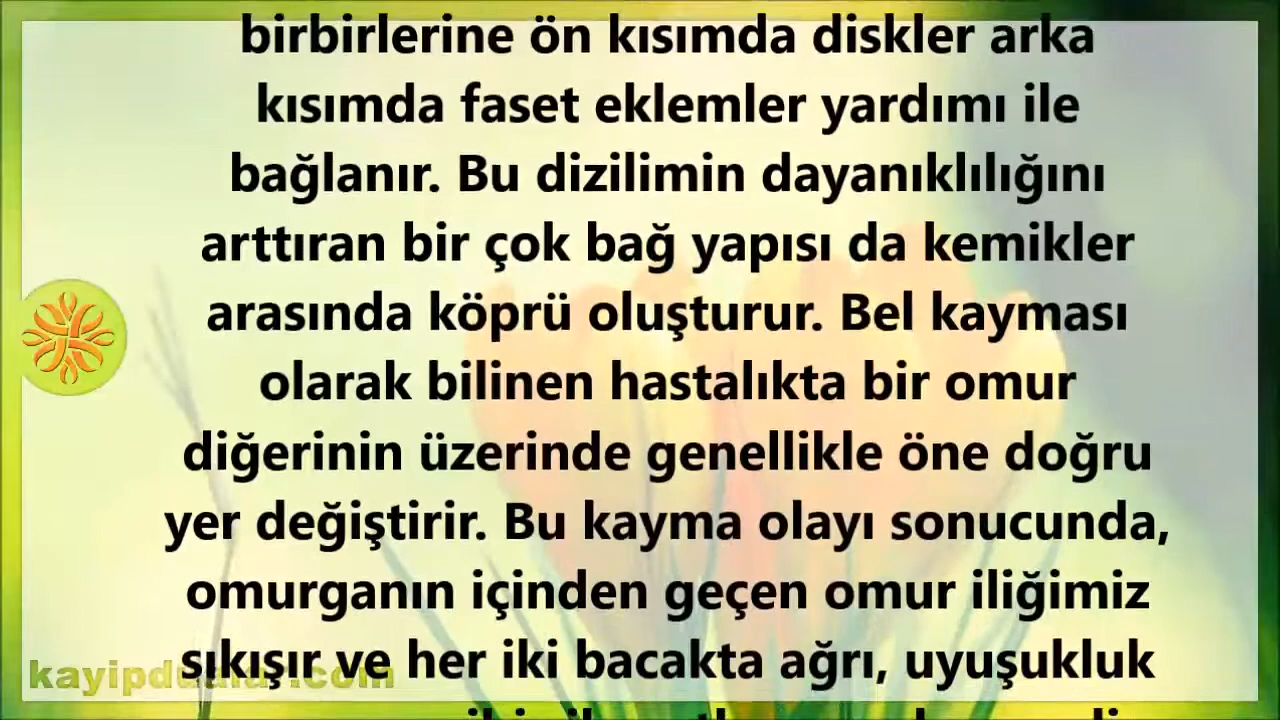 birbirlerine ön kısımda diskler arka
kısımda faset eklemler yardımı ile
bağlanır. Bu dizilimin dayanıklılığını
arttıran bir çok bağ yapısı da kemikler
arasında köprü oluşturur. Bel kayması
olarak bilinen hastalıkta bir omur
diğerinin üzerinde genellikle öne doğru
yer değiştirir. Bu kayma olayı sonucunda,
omurganın içinden geçen omur iliğimiz
sıkışır ve her iki bacakta ağrı, uyuşukluk